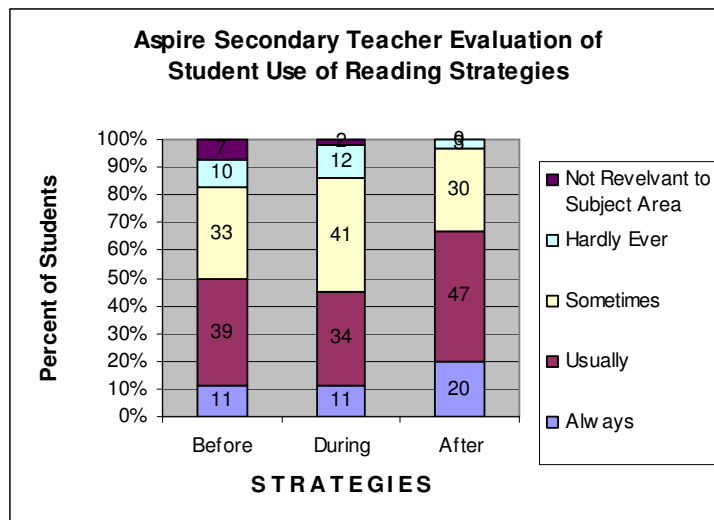 Aspire Secondary Teacher Evaluation of
Student Use of Reading Strategies
Percent of Students
100%
90%
80%
70%
60%
50%
40%
30%
20%
10%
0%
7
10
33
39
11
2
12
41
34
11
0
3
30
47
20
Before
During
After
STRATEGIES
Not Revelvant to
Subject Area
Hardly Ever
Sometimes
Usually
Always